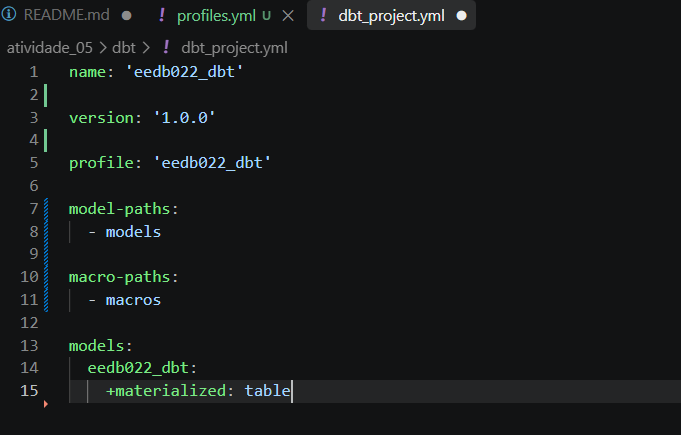 README.md
profiles.yml U
dbt_project.yml
atividade_05 > dbt > dbt_project.yml
1 name: 'eedb022_dbt'
2
3 version: '1.0.0'
4
5 profile: 'eedb022_dbt'
6
7 model-paths:
8 - models
9
10 macro-paths:
11 - macros
12
13 models:
14 eedb022_dbt:
15 +materialized: table